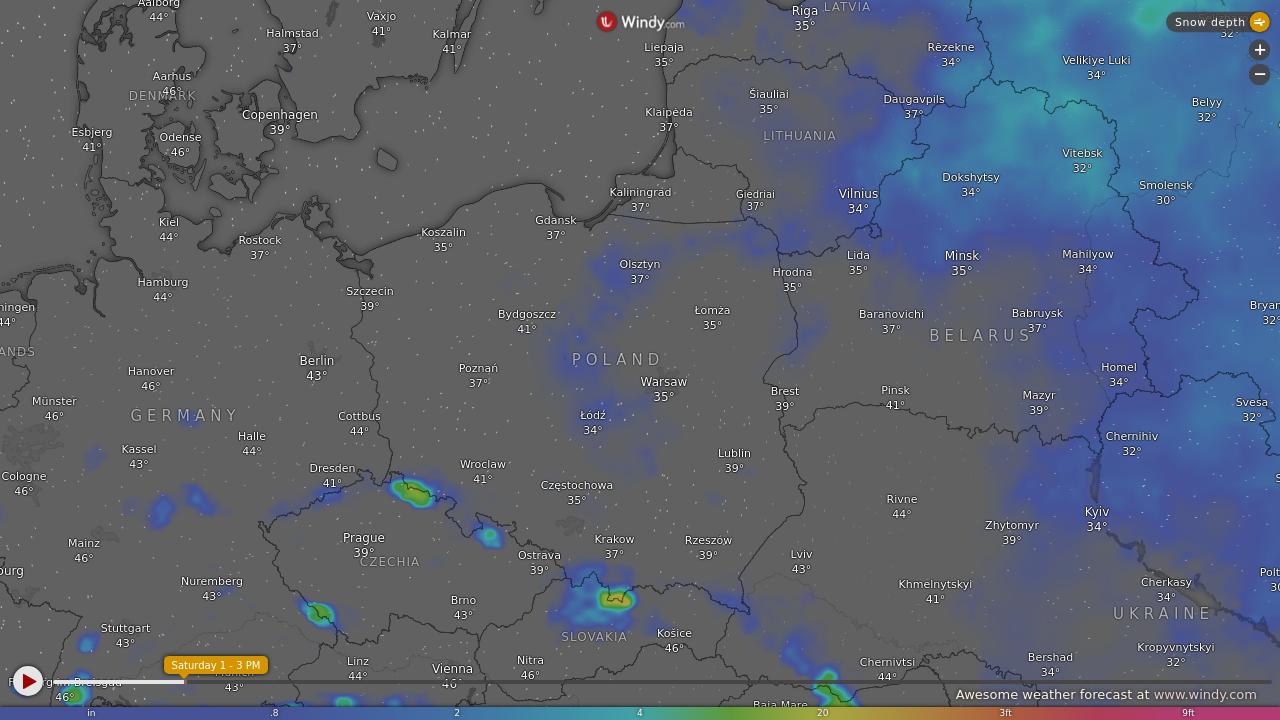 Aalborg
44°
Vaxjo
41°
Halmstad
37°
Kalmar
41°
Windy.com
Liepaja
35°
Riga
35°
LATVIA
Rēzekne
34°
Snow depth
32°
+
−
Velikiye Luki
34°
Aarhus
46°
DENMARK
Šiauliai
35°
Daugavpils
37°
Belyy
32°
Copenhagen
39°
Klaipėda
37°
Esbjerg
41°
Odense
46°
LITHUANIA
Vitebsk
32°
Dokshytsy
34°
Smolensk
30°
Kaliningrad
37°
Giedriai
37°
Vilnius
34°
Kiel
44°
Gdansk
37°
Koszalin
35°
Rostock
37°
Lida
35°
Minsk
35°
Mahilyow
34°
Olsztyn
37°
Hrodna
35°
Hamburg
44°
Szczecin
39°
ningen
44°
Bydgoszcz
41°
Łomża
35°
Baranovichi
37°
Babruysk
37°
BELARUS
Bryan
32°
ANDS
Berlin
43°
POLAND
Hanover
46°
Poznań
37°
Warsaw
35°
Homel
34°
Brest
39°
Pinsk
41°
Mazyr
39°
Münster
46°
GERMANY
Cottbus
44°
Łódź
34°
Svesa
32°
Halle
44°
Chernihiv
32°
Kassel
43°
Dresden
41°
Wroclaw
41°
Lublin
39°
Cologne
46°
Częstochowa
35°
Rivne
44°
Kyiv
34°
Zhytomyr
39°
Mainz
46°
Prague
39°
CZECHIA
Ostrava
39°
Krakow
37°
Rzeszow
39°
Lviv
43°
burg
Nuremberg
43°
Khmelnytskyi
41°
Cherkasy
34°
Polt
30
Brno
43°
UKRAINE
Stuttgart
43°
SLOVAKIA
Košice
46°
Kropyvnytskyi
32°
Linz
44°
Vienna
46°
Nitra
46°
Chernivtsi
44°
Bershad
34°
Saturday 1 - 3 PM
43°
46°
Baia Mare
Awesome weather forecast at www.windy.com
in .8 2 4 20 3ft 9ft